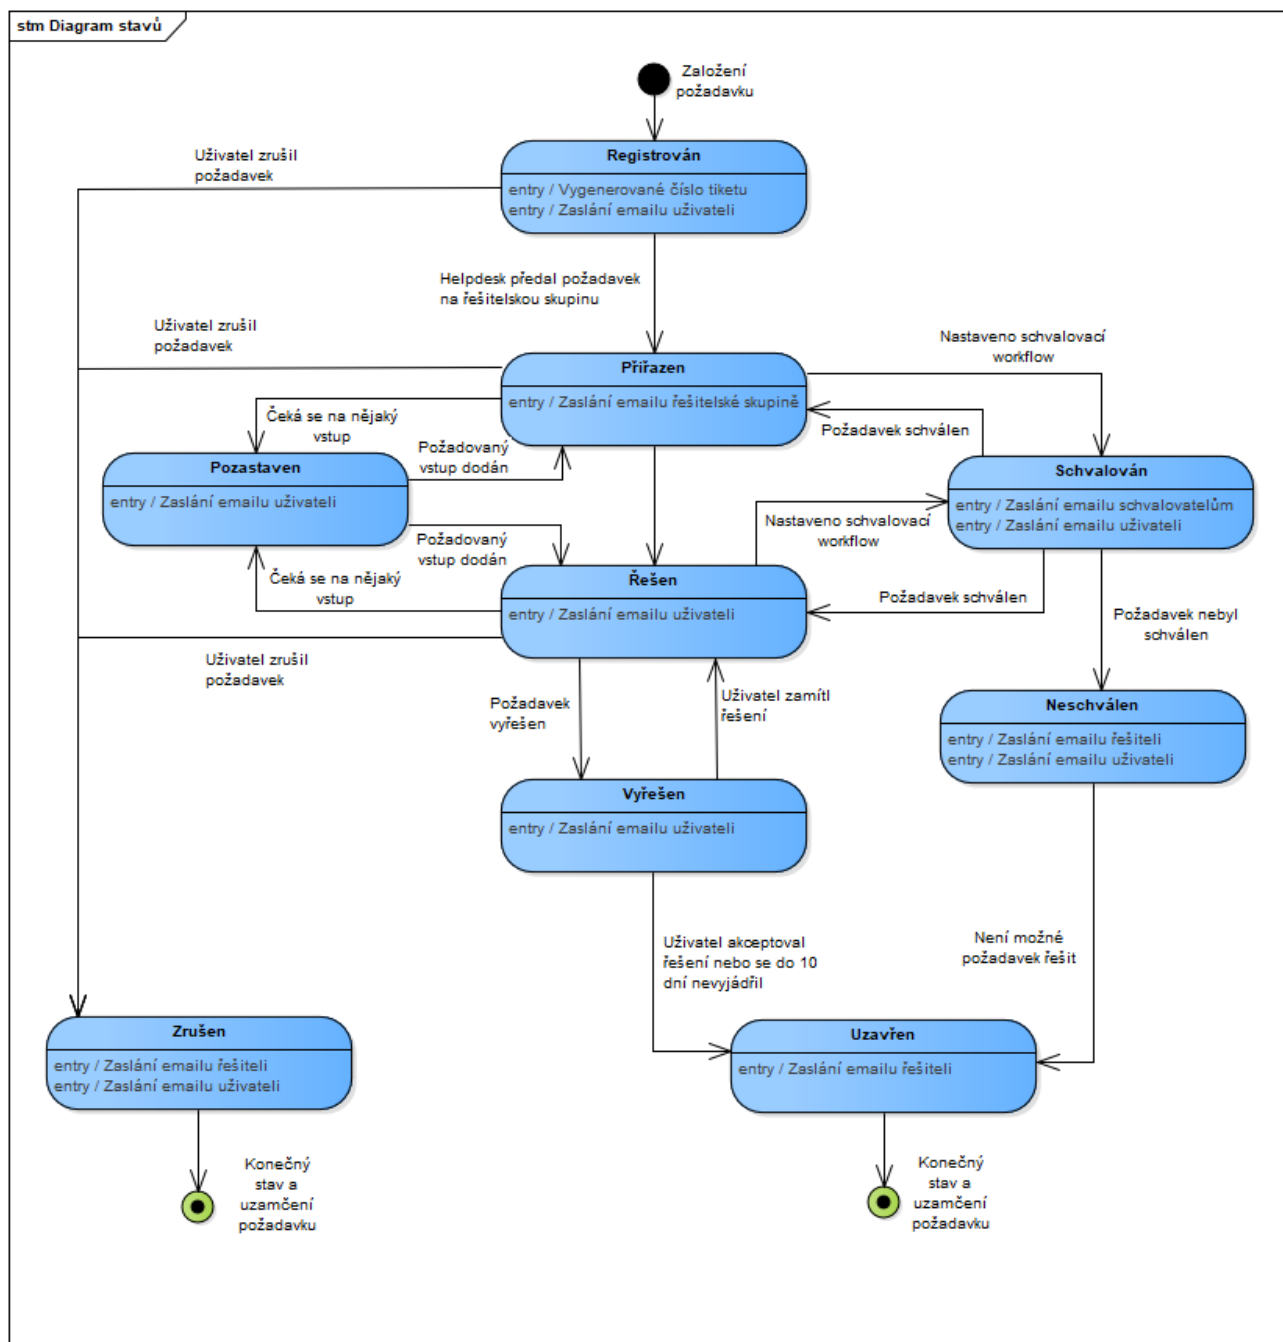 stm Diagram stavů
Založení
požadavku
Registrován
entry / Vygenerované číslo tiketu
entry / Zaslání emailu uživateli
Uživatel zrušil
požadavek
Helpdesk předal požadavek
na řešitelskou skupinu
Uživatel zrušil
požadavek
Nastaveno schvalovací
workflow
Přiřazen
entry / Zaslání emailu řešitelské skupině
Čeká se na nějaký
vstup
Požadovaný
vstup dodán
Požadavek schválen
Pozastaven
entry / Zaslání emailu uživateli
Schvalován
entry / Zaslání emailu schvalovatelům
entry / Zaslání emailu uživateli
Požadovaný
vstup dodán
Nastaveno schvalovací
workflow
Čeká se na nějaký
vstup
Řešen
entry / Zaslání emailu uživateli
Požadavek schválen
Požadavek nebyl
schválen
Uživatel zrušil
požadavek
Požadavek
vyřešen
Uživatel zamítl
řešení
Neschválen
entry / Zaslání emailu řešiteli
entry / Zaslání emailu uživateli
Vyřešen
entry / Zaslání emailu uživateli
Uživatel akceptoval
řešení nebo se do 10
dní nevyjádřil
Není možné
požadavek řešit
Zrušen
entry / Zaslání emailu řešiteli
entry / Zaslání emailu uživateli
Uzavřen
entry / Zaslání emailu řešiteli
Konečný
stav a
uzamčení
požadavku
Konečný
stav a
uzamčení
požadavku